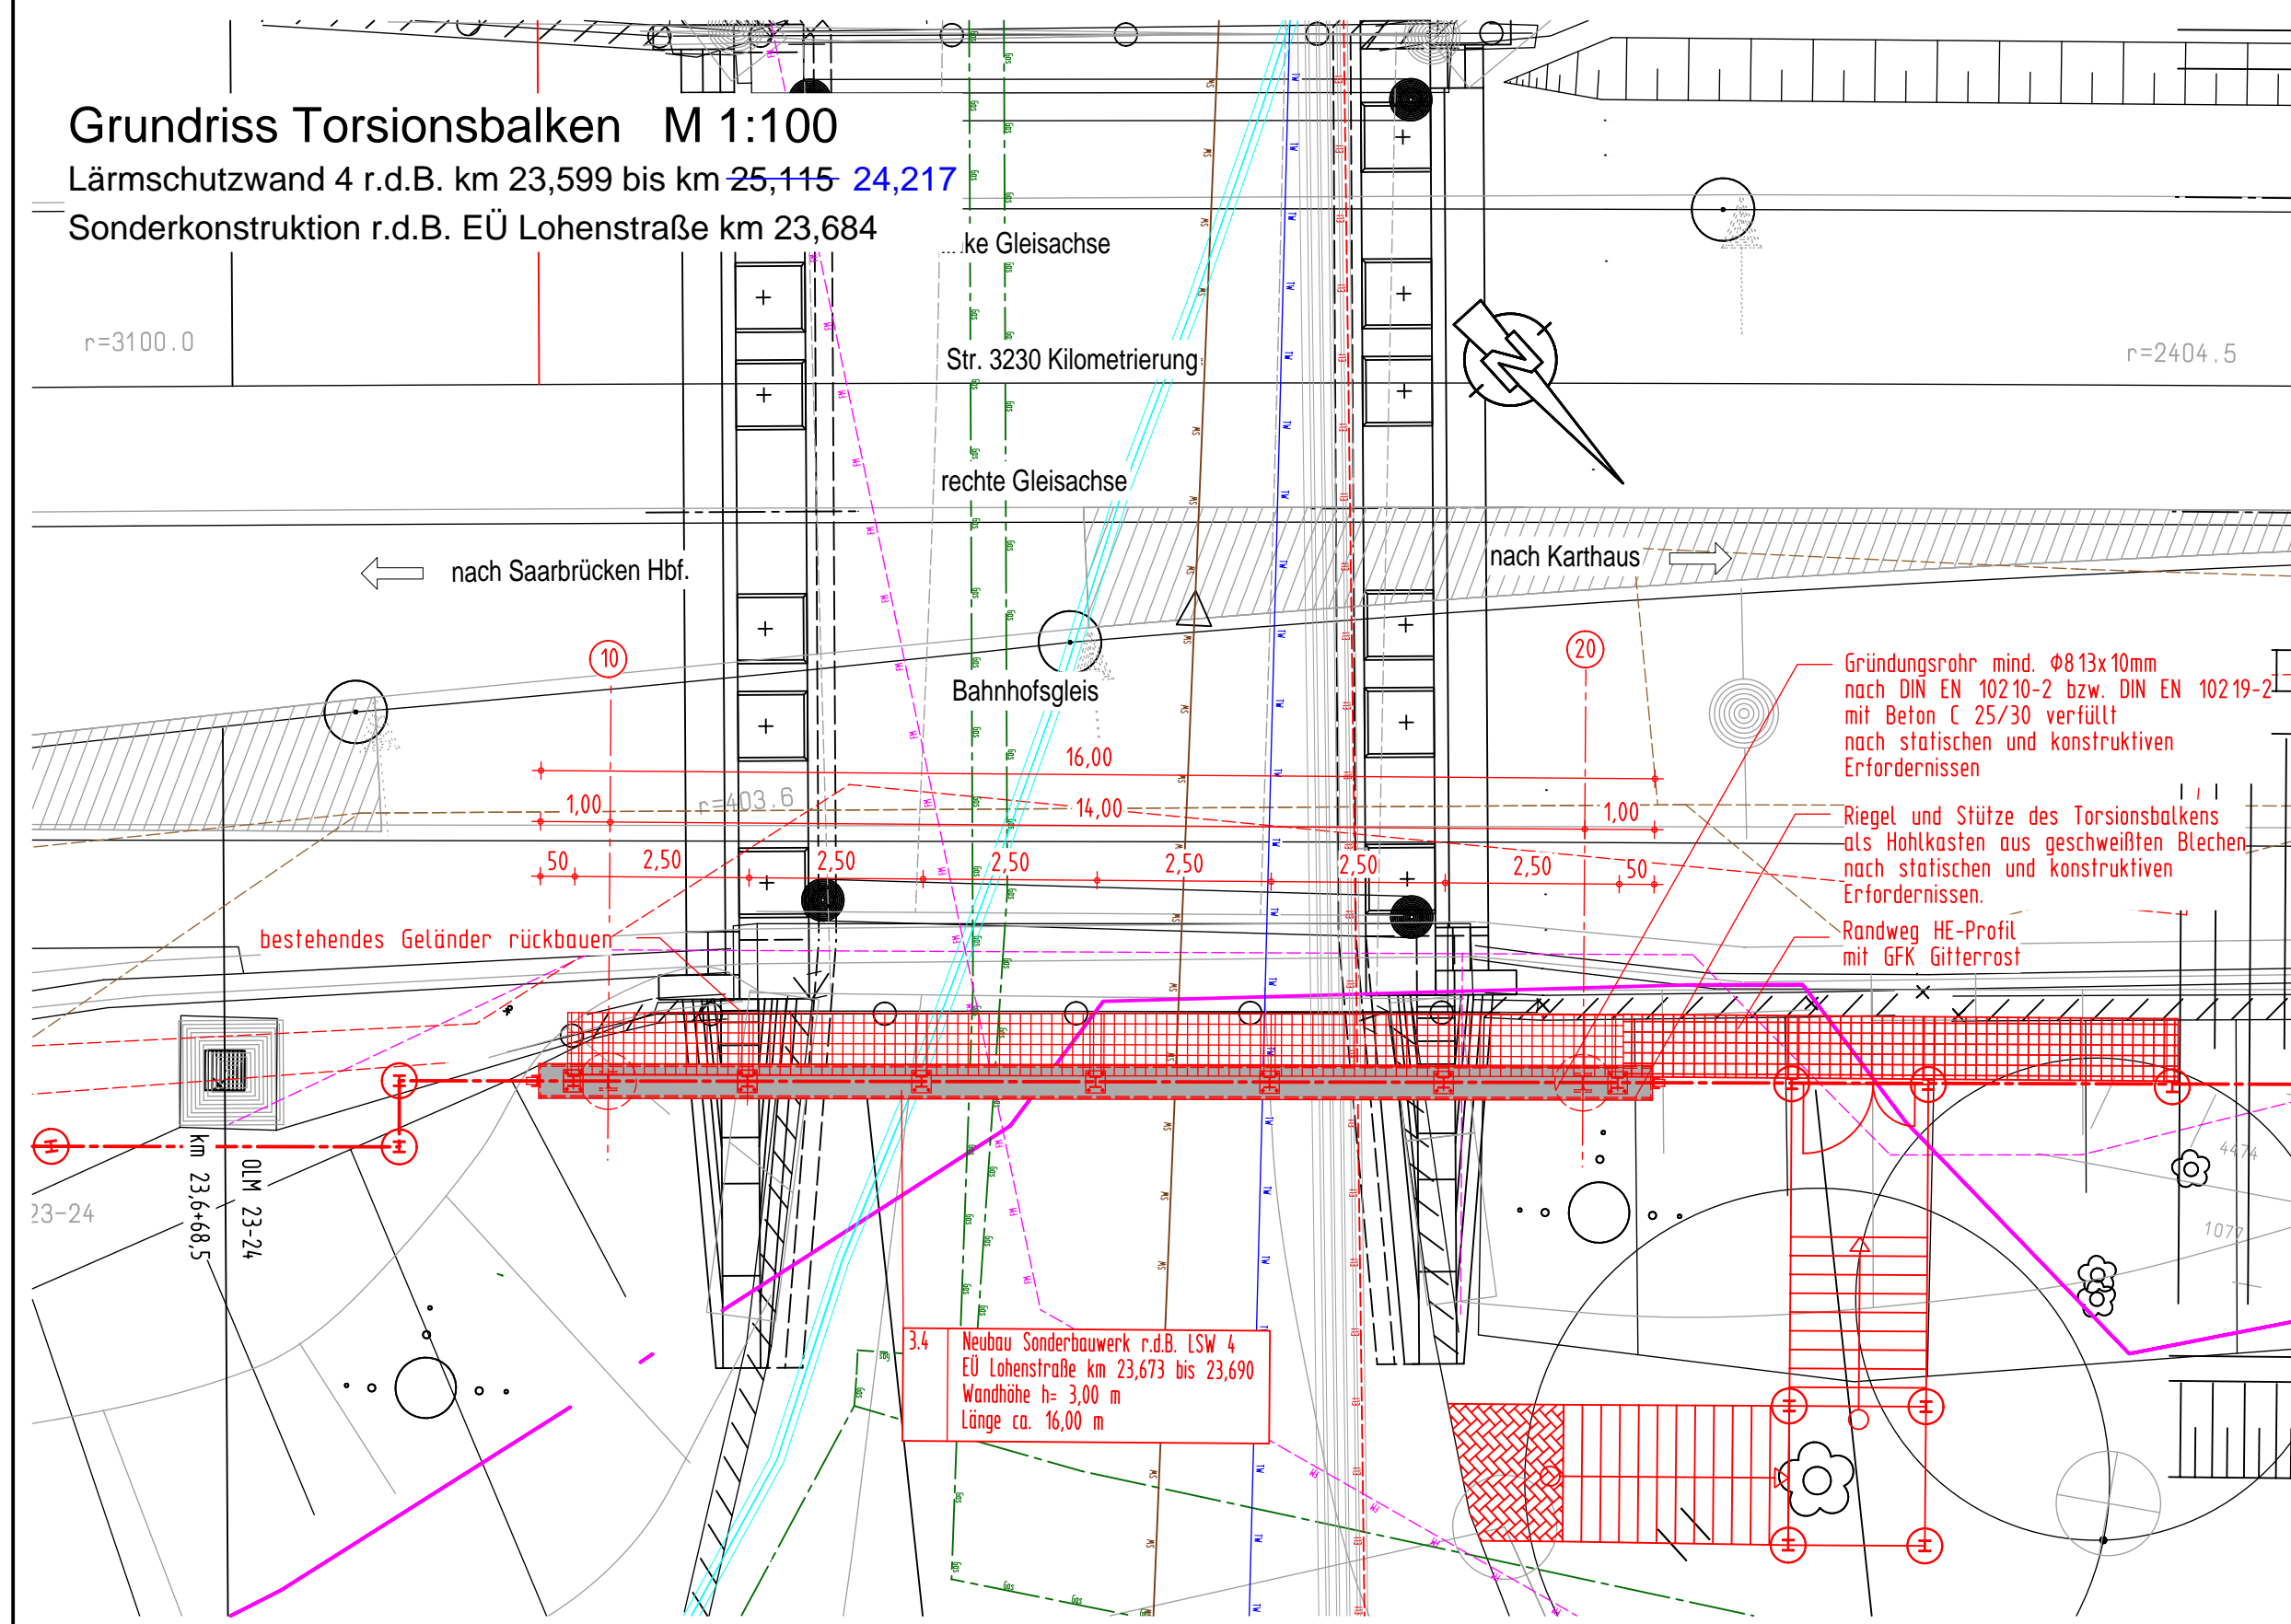 Grundriss Torsionsbalken M 1:100
Lärmschutzwand 4 r.d.B. km 23,599 bis km 25,115 24,217
Sonderkonstruktion r.d.B. EÜ Lohenstraße km 23,684
ke Gleisachse
r=3100.0
Str. 3230 Kilometrierung
r=2404.5
rechte Gleisachse
nach Saarbrücken Hbf.
nach Karthaus
10
20
Bahnhofsgleis
Gründungsrohr mind. Φ813x10mm
nach DIN EN 10210-2 bzw. DIN EN 10219-2
mit Beton C 25/30 verfüllt
nach statischen und konstruktiven
Erfordernissen
16,00
1,00
r=403.6
14,00
1,00
Riegel und Stütze des Torsionsbalkens
als Hohlkasten aus geschweißten Blechen
nach statischen und konstruktiven
Erfordernissen.
50
2,50
2,50
2,50
2,50
2,50
2,50
50
Randweg HE-Profil
mit GFK Gitterrost
bestehendes Geländer rückbauen
OLM 23-24
km 23,6+68,5
23-24
4474
1077
3.4
Neubau Sonderbauwerk r.d.B. LSW 4
EÜ Lohenstraße km 23,673 bis 23,690
Wandhöhe h= 3,00 m
Länge ca. 16,00 m
Gas
TW
MS
FM
ELT